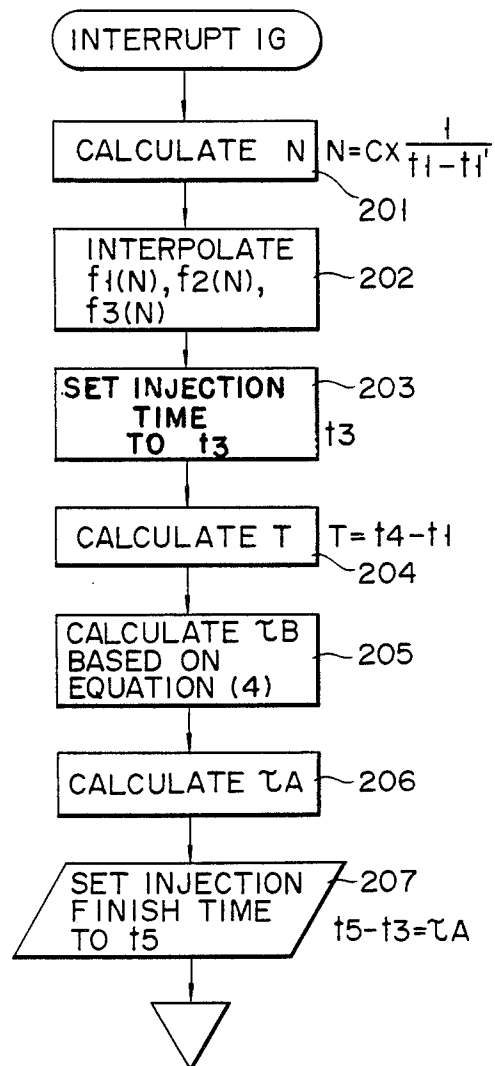 INTERRUPT IG
CALCULATE N
N=C×1/(t1-t1')
201
INTERPOLATE
f1(N), f2(N),
f3(N)
202
SET INJECTION
TIME
TO t3
203
t3
CALCULATE T
T=t4-t1
204
CALCULATE τB
BASED ON
EQUATION (4)
205
CALCULATE τA
206
SET INJECTION
FINISH TIME
TO t5
207
t5-t3=τA